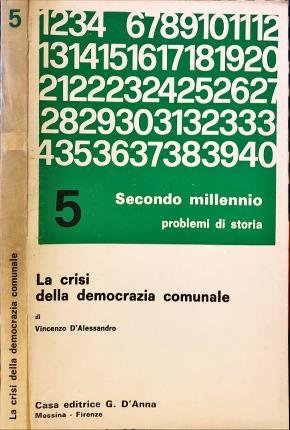 5
La crisi della democrazia comunale
1234 6789101112
1314151617181920
21222324252627
2829303132333
4353637383940
5
Secondo millennio
problemi di storia
La crisi
della democrazia comunale
di
Vincenzo D'Alessandro
Casa editrice G. D'Anna
Messina - Firenze